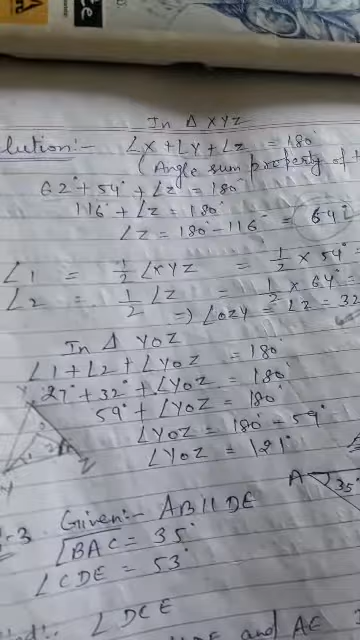 In Δ XYZ
lution:- ∠X + ∠Y + ∠Z = 180°
(Angle sum property of
62° + 54° + ∠Z = 180°
116° + ∠Z = 180°
∠Z = 180° - 116° = 64°
∠1 = 1/2 ∠XYZ = 1/2 × 54° =
∠2 = 1/2 ∠Z = 1/2 × 64° =
⇒ ∠OZY = ∠Z = 32
In Δ YOZ
∠1 + ∠2 + ∠YOZ = 180°
27° + 32° + ∠YOZ = 180°
59° + ∠YOZ = 180°
∠YOZ = 180° - 59°
∠YOZ = 121°
Y
Z
A
35°
-3. Given:- AB || DE
∠BAC = 35°
∠CDE = 53°
∠DCE
and AE